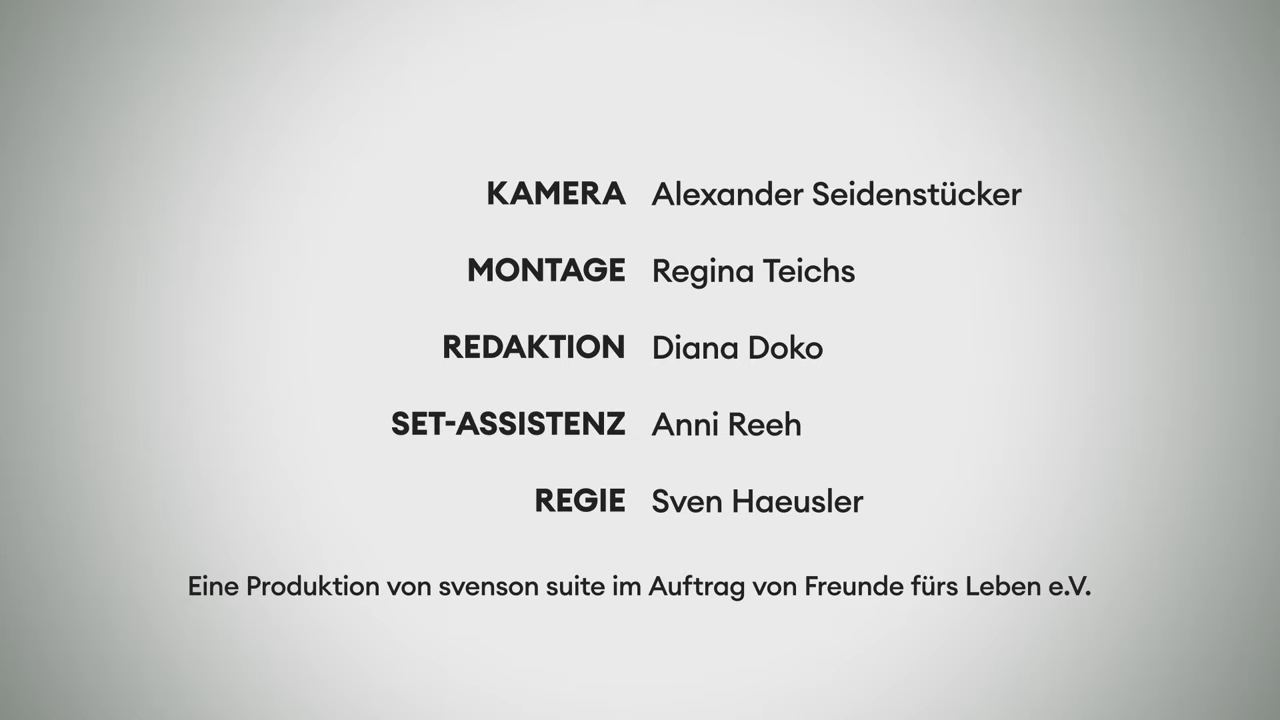 KAMERA Alexander Seidenstücker
MONTAGE Regina Teichs
REDAKTION Diana Doko
SET-ASSISTENZ Anni Reeh
REGIE Sven Haeusler
Eine Produktion von svenson suite im Auftrag von Freunde fürs Leben e.V.